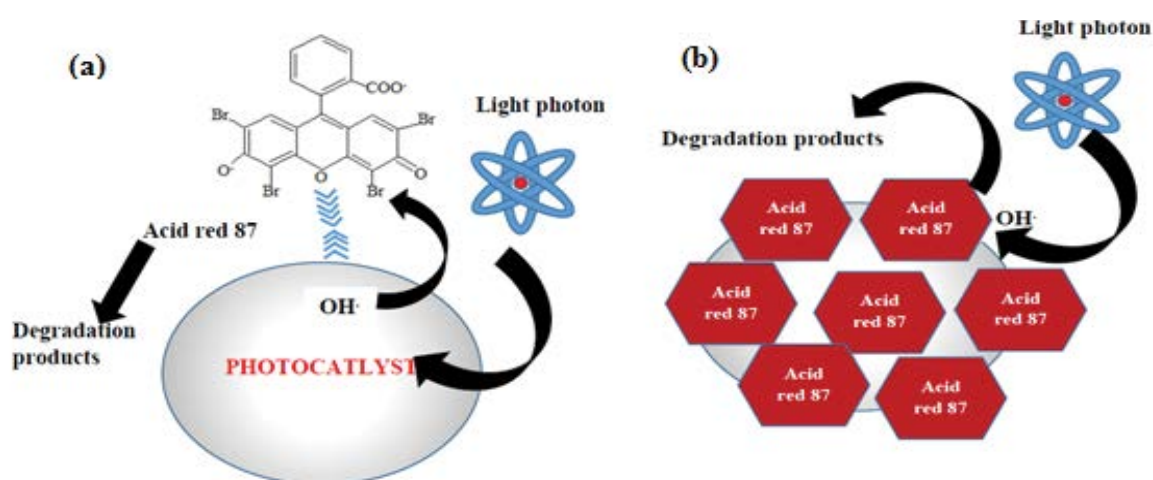 (a)
COO-
Br
Br
O-
O
O
Br
Br
Light photon
Acid red 87
OH·
Degradation
products
PHOTOCATLYST
(b)
Light photon
Degradation products
Acid
red 87
Acid
red 87
OH·
Acid
red 87
Acid
red 87
Acid
red 87
Acid
red 87
Acid
red 87